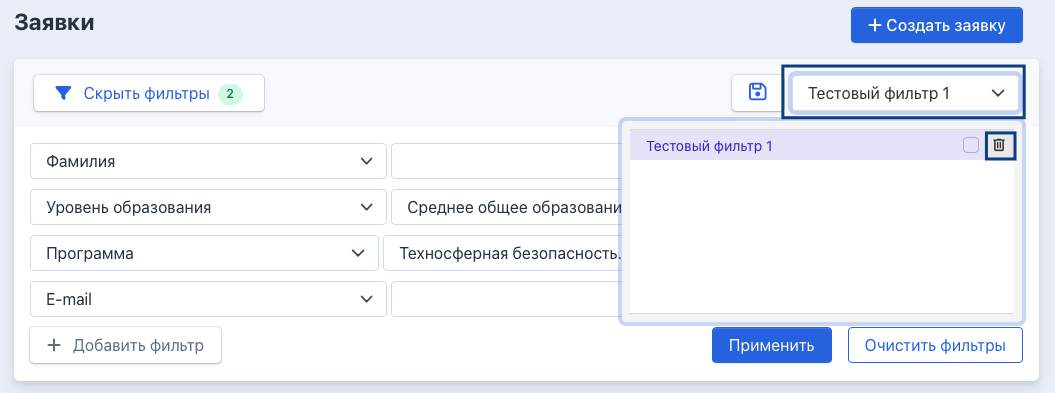 Заявки
Создать заявку
Скрыть фильтры 2
Тестовый фильтр 1
Тестовый фильтр 1
Фамилия
Уровень образования
Среднее общее образовани
Программа
Техносферная безопасность.
E-mail
Добавить фильтр
Применить
Очистить фильтры